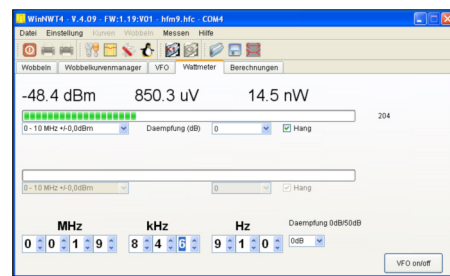 WinNWT4 - V.4.09 - FW:1.19:V01 - hfm9.hfc - COM4
Datei Einstellung Kurven Wobbeln Messen Hilfe
Wobbeln Wobbelkurvenmanager VFO Wattmeter Berechnungen
-48.4 dBm 850.3 uV 14.5 nW
204
0 - 10 MHz +/-0,0dBm Daempfung (dB) 0 Hang
0 - 10 MHz +/-0,0dBm 0 Hang
MHz kHz Hz Daempfung 0dB/50dB
0 0 1 9 8 4 6 9 1 0 0dB
VFO on/off